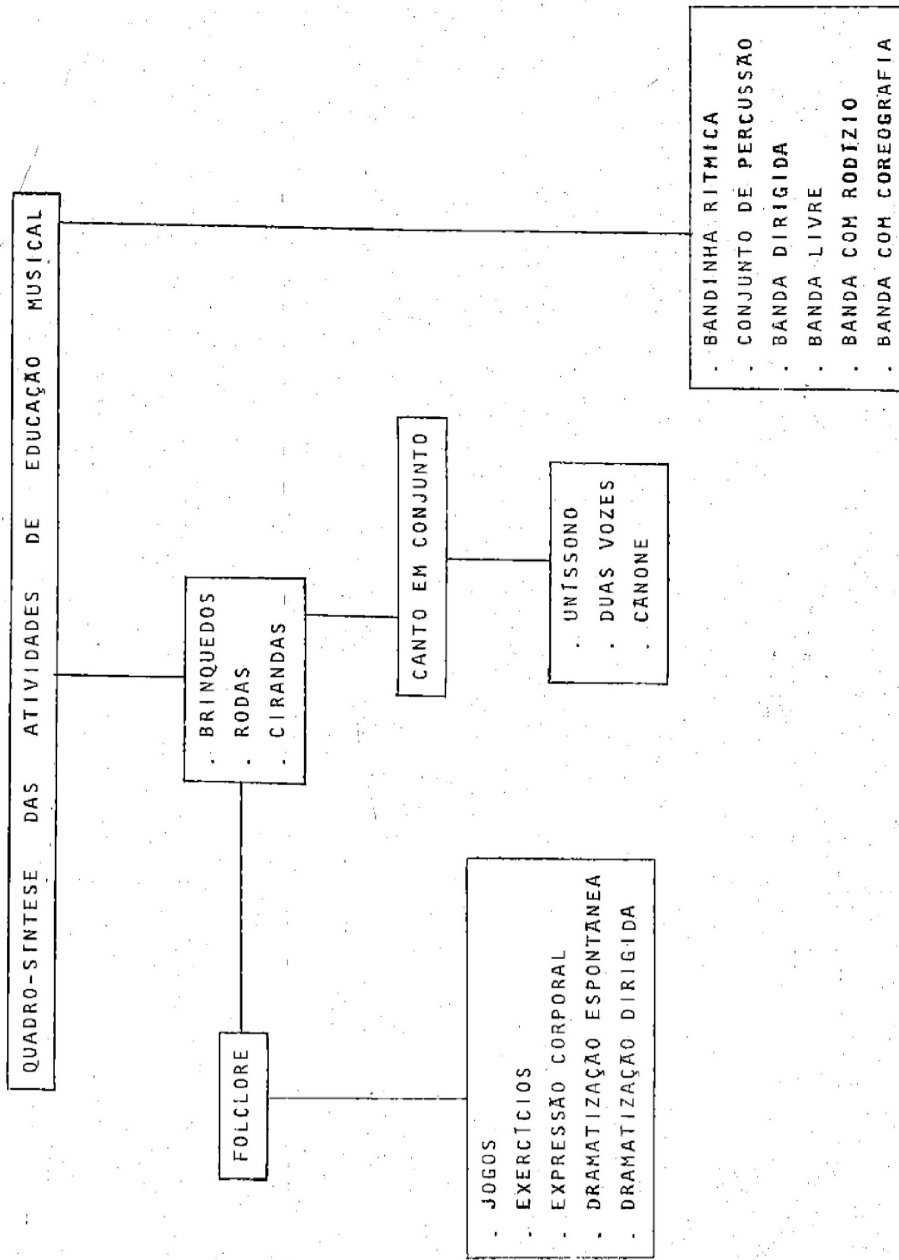 QUADRO-SINTESE DAS ATIVIDADES DE EDUCAÇÃO MUSICAL
FOLCLORE
. BRINQUEDOS
. RODAS
. CIRANDAS
CANTO EM CONJUNTO
. JOGOS
. EXERCÍCIOS
. EXPRESSÃO CORPORAL
. DRAMATIZAÇÃO ESPONTANEA
. DRAMATIZAÇÃO DIRIGIDA
. UNÍSSONO
. DUAS VOZES
. CANONE
. BANDINHA RITMICA
. CONJUNTO DE PERCUSSÃO
. BANDA DIRIGIDA
. BANDA LIVRE
. BANDA COM RODIZIO
. BANDA COM COREOGRAFIA